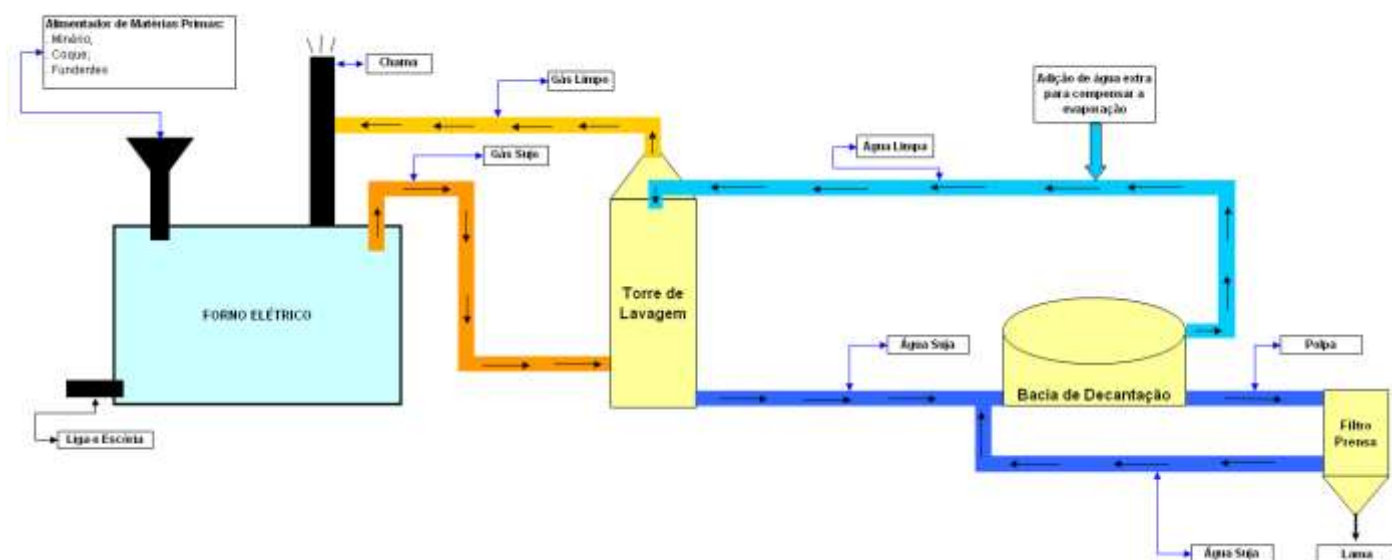 Alimentador de Matérias Primas:
Minério;
Coque;
Fundentes
Chama
Gás Limpo
Gás Sujo
Adição de água extra
para compensar a
evaporação
Água Limpa
FORNO ELÉTRICO
Torre de
Lavagem
Água Suja
Bacia de Decantação
Polpa
Filtro
Prensa
Liga e Escória
Água Suja
Lama